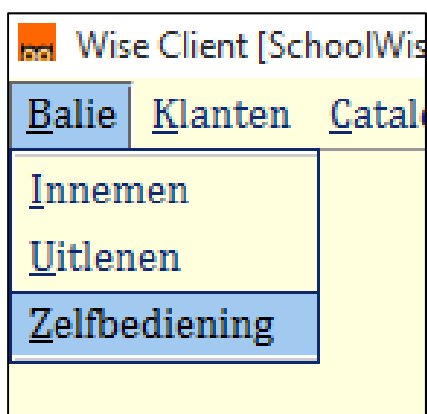 Wise Client [SchoolWis
Balie Klanten Catal
Innemen
Uitlenen
Zelfbediening